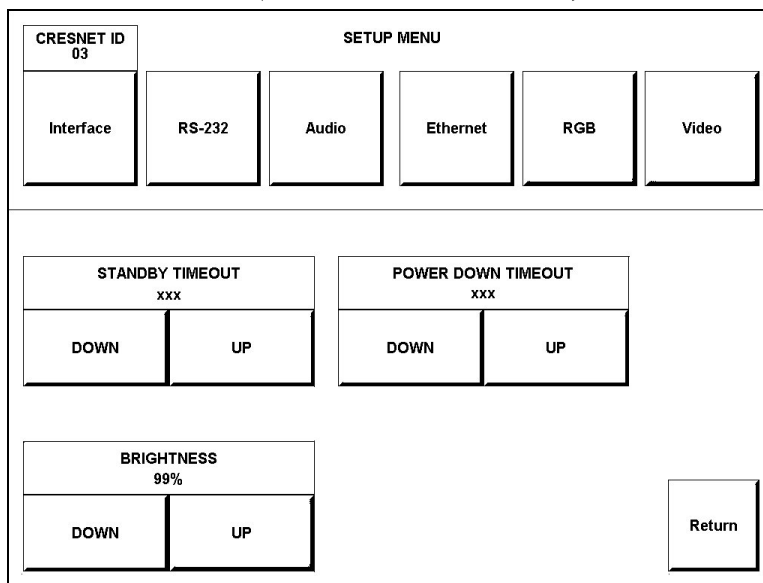 CRESNET ID
03
SETUP MENU
Interface
RS-232
Audio
Ethernet
RGB
Video
STANDBY TIMEOUT
xxx
DOWN
UP
POWER DOWN TIMEOUT
xxx
DOWN
UP
BRIGHTNESS
99%
DOWN
UP
Return